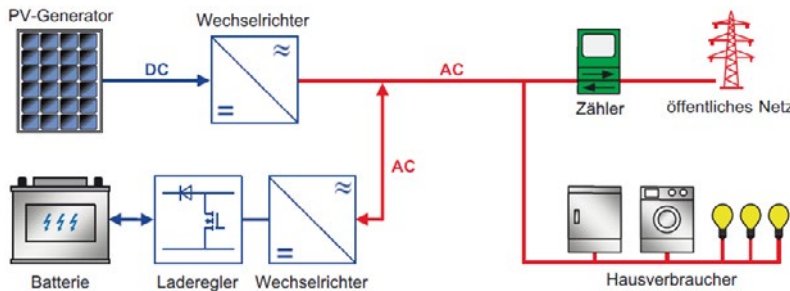 PV-Generator
Wechselrichter
DC
AC
Zähler
öffentliches Netz
AC
Batterie
Laderegler
Wechselrichter
Hausverbraucher